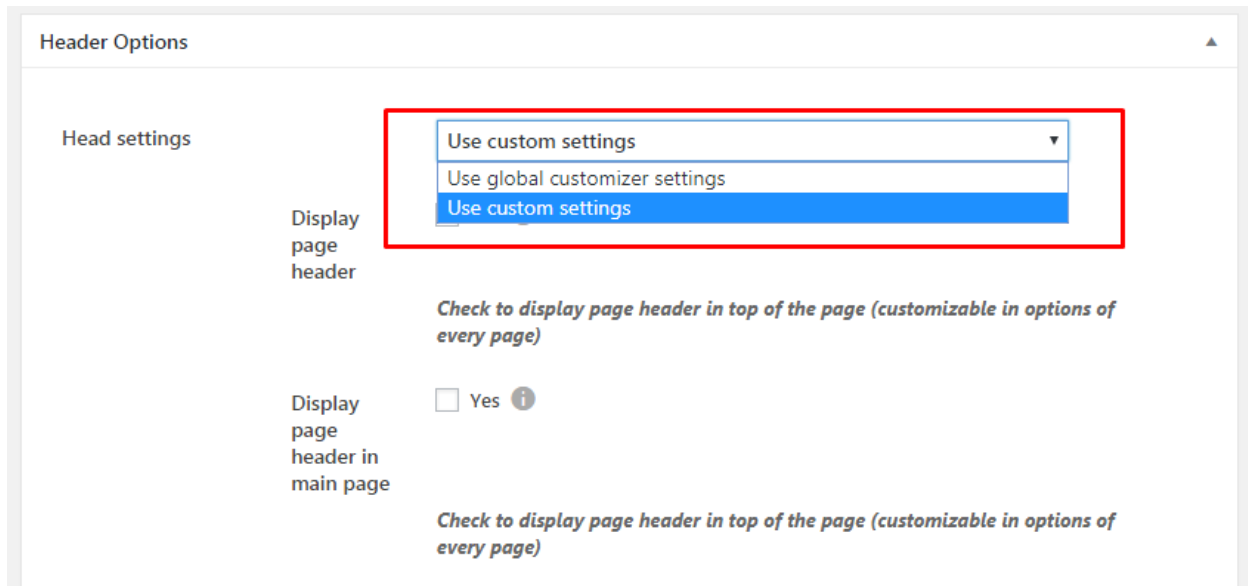 Header Options
Head settings
Use custom settings
Use global customizer settings
Use custom settings
Display
page
header
Check to display page header in top of the page (customizable in options of
every page)
Display
page
header in
main page
Yes
Check to display page header in top of the page (customizable in options of
every page)